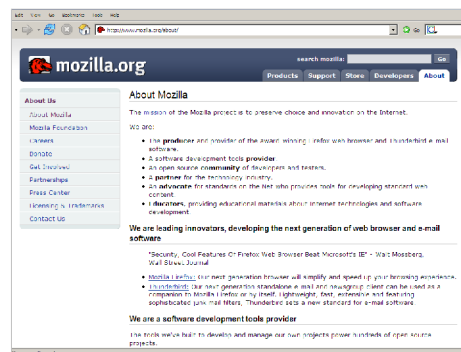 Edit View Go Bookmarks Tools Help
http://www.mozilla.org/about/
mozilla.org
search mozilla: Go
Products Support Store Developers About
About Us
About Mozilla
Mozilla Foundation
Careers
Donate
Get Involved
Partnerships
Press Center
Licensing & Trademarks
Contact Us
About Mozilla
The mission of the Mozilla project is to preserve choice and innovation on the Internet.
We are:
• The producer and provider of the award winning Firefox web browser and Thunderbird e-mail
software.
• A software development tools provider
• An open source community of developers and testers.
• A partner for the technology industry.
• An advocate for standards on the Net who provides tools for developing standard web
content.
• Educators, providing educational materials about Internet technologies and software
development
We are leading innovators, developing the next generation of web browser and e-mail
software
"Security, Cool Features Of Firefox Web Browser Beat Microsoft's IE" - Walt Mossberg,
Wall Street Journal
• Mozilla Firefox: Our next generation browser will simplify and speed up your browsing experience.
• Thunderbird: Our next generation standalone e-mail and newsgroup client can be used as a
companion to Mozilla Firefox or by itself. Lightweight, fast, extensible and featuring
sophisticated junk mail filters, Thunderbird sets a new standard for e-mail software.
We are a software development tools provider
The tools we've built to develop and manage our own projects power hundreds of open source
projects.